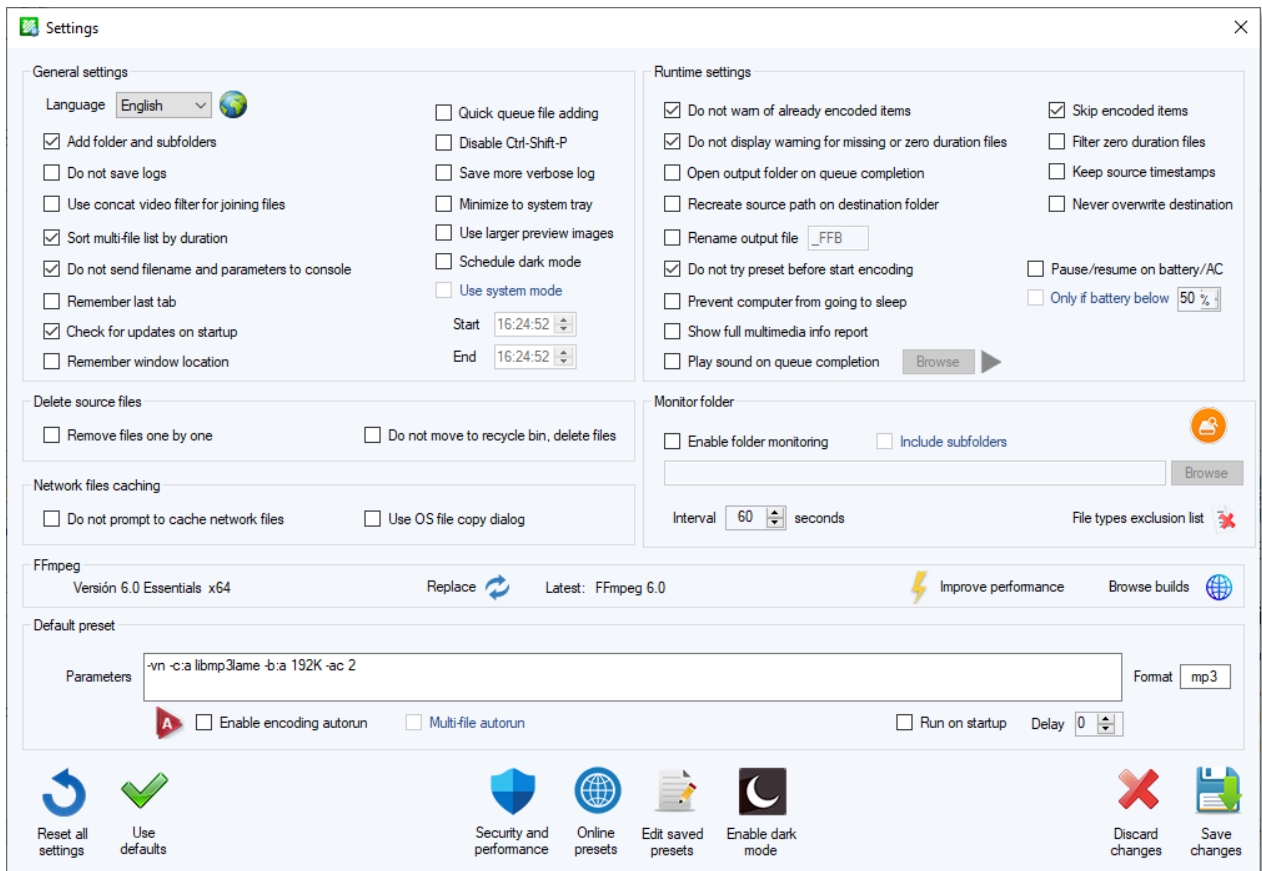 Settings
General settings
Language English
Add folder and subfolders
Do not save logs
Use concat video filter for joining files
Sort multi-file list by duration
Do not send filename and parameters to console
Remember last tab
Check for updates on startup
Remember window location
Quick queue file adding
Disable Ctrl-Shift-P
Save more verbose log
Minimize to system tray
Use larger preview images
Schedule dark mode
Use system mode
Start 16:24:52
End 16:24:52
Runtime settings
Do not warn of already encoded items
Do not display warning for missing or zero duration files
Open output folder on queue completion
Recreate source path on destination folder
Rename output file _FFB
Do not try preset before start encoding
Prevent computer from going to sleep
Show full multimedia info report
Play sound on queue completion Browse
Skip encoded items
Filter zero duration files
Keep source timestamps
Never overwrite destination
Pause/resume on battery/AC
Only if battery below 50 %
Delete source files
Remove files one by one Do not move to recycle bin, delete files
Network files caching
Do not prompt to cache network files Use OS file copy dialog
Monitor folder
Enable folder monitoring Include subfolders
Browse
Interval 60 seconds File types exclusion list
FFmpeg
Versión 6.0 Essentials x64 Replace Latest: FFmpeg 6.0 Improve performance Browse builds
Default preset
Parameters -vn -c:a libmp3lame -b:a 192K -ac 2 Format mp3
A Enable encoding autorun Multi-file autorun Run on startup Delay 0
Reset all
settings
Use
defaults
Security and
performance
Online
presets
Edit saved
presets
Enable dark
mode
Discard
changes
Save
changes